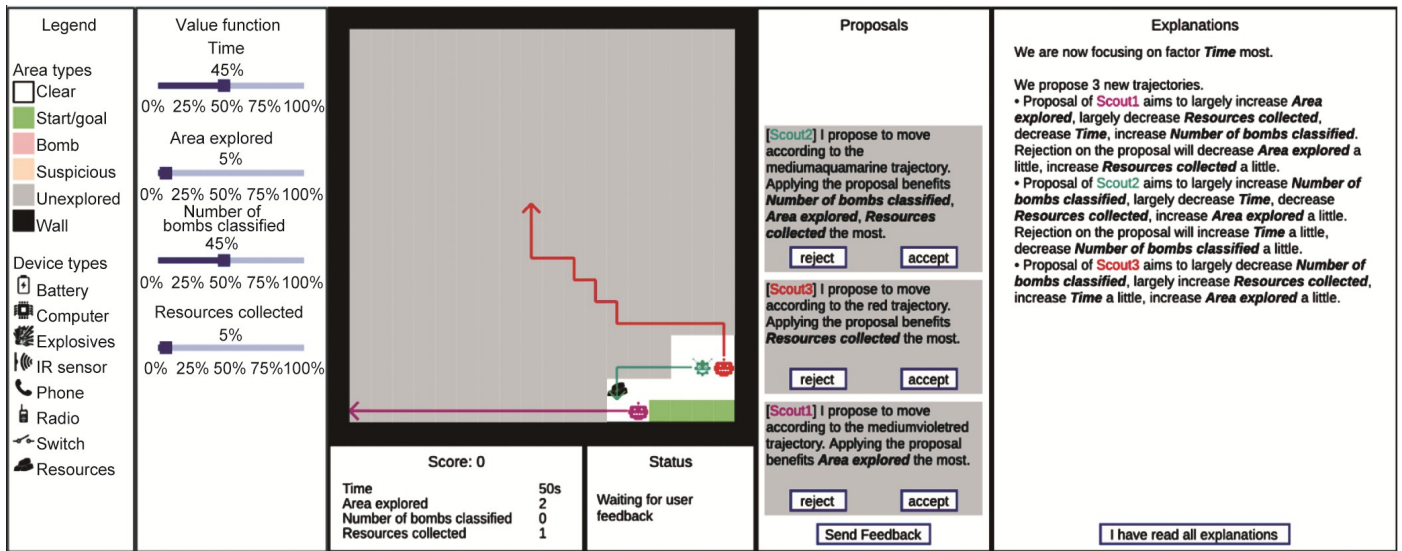 Legend
Area types
Clear
Start/goal
Bomb
Suspicious
Unexplored
Wall
Device types
Battery
Computer
Explosives
IR sensor
Phone
Radio
Switch
Resources
Value function
Time
45%
0% 25% 50% 75% 100%
Area explored
5%
0% 25% 50% 75% 100%
Number of
bombs classified
45%
0% 25% 50% 75% 100%
Resources collected
5%
0% 25% 50% 75% 100%
Score: 0
Time 50s
Area explored 2
Number of bombs classified 0
Resources collected 1
Status
Waiting for user
feedback
Proposals
[Scout2] I propose to move
according to the
mediumaquamarine trajectory.
Applying the proposal benefits
Number of bombs classified,
Area explored, Resources
collected the most.
reject accept
[Scout3] I propose to move
according to the red trajectory.
Applying the proposal benefits
Resources collected the most.
reject accept
[Scout1] I propose to move
according to the mediumvioletred
trajectory. Applying the proposal
benefits Area explored the most.
reject accept
Send Feedback
Explanations
We are now focusing on factor Time most.
We propose 3 new trajectories.
• Proposal of Scout1 aims to largely increase Area
explored, largely decrease Resources collected,
decrease Time, increase Number of bombs classified.
Rejection on the proposal will decrease Area explored a
little, increase Resources collected a little.
• Proposal of Scout2 aims to largely increase Number of
bombs classified, largely decrease Time, decrease
Resources collected, increase Area explored a little.
Rejection on the proposal will increase Time a little,
decrease Number of bombs classified a little.
• Proposal of Scout3 aims to largely decrease Number of
bombs classified, largely increase Resources collected,
increase Time a little, increase Area explored a little.
I have read all explanations